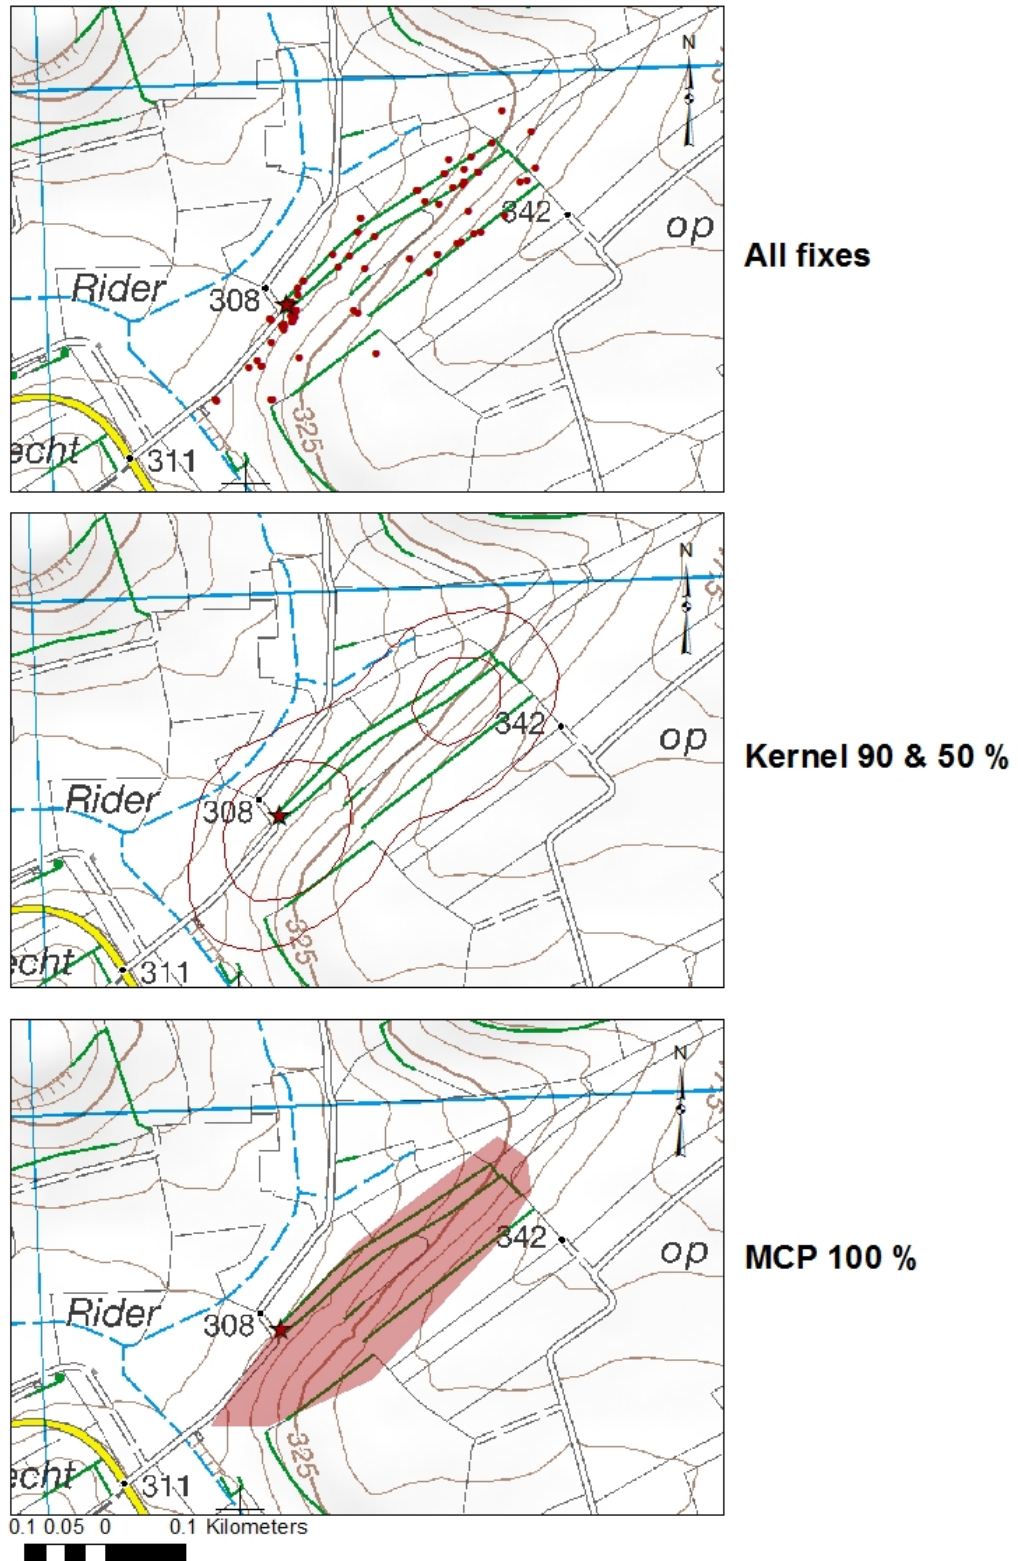 N
342
op
Rider
308
325
echt
311
All fixes
N
342
op
Rider
308
325
echt
311
Kernel 90 & 50 %
N
342
op
Rider
308
325
echt
311
MCP 100 %
0.1 0.05 0 0.1 Kilometers